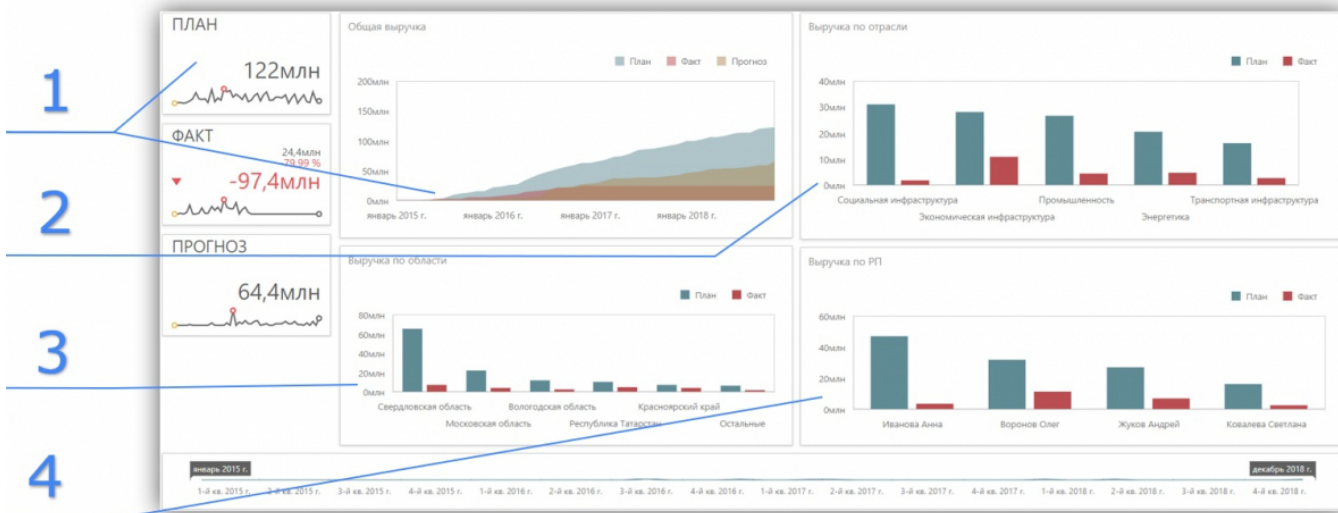 1
2
3
4
ПЛАН
122млн
ФАКТ
24,4млн
79,99 %
-97,4млн
ПРОГНОЗ
64,4млн
Общая выручка
План Факт Прогноз
200млн
150млн
100млн
50млн
0млн
январь 2015 г. январь 2016 г. январь 2017 г. январь 2018 г.
Выручка по отрасли
План Факт
40млн
30млн
20млн
10млн
0млн
Социальная инфраструктура Промышленность Транспортная инфраструктура
Экономическая инфраструктура Энергетика
Выручка по области
План Факт
80млн
60млн
40млн
20млн
0млн
Свердловская область Вологодская область Красноярский край
Московская область Республика Татарстан Остальные
Выручка по РП
План Факт
60млн
40млн
20млн
0млн
Иванова Анна Воронов Олег Жуков Андрей Ковалева Светлана
январь 2015 г. декабрь 2018 г.
1-й кв. 2015 г. 2-й кв. 2015 г. 3-й кв. 2015 г. 4-й кв. 2015 г. 1-й кв. 2016 г. 2-й кв. 2016 г. 3-й кв. 2016 г. 4-й кв. 2016 г. 1-й кв. 2017 г. 2-й кв. 2017 г. 3-й кв. 2017 г. 4-й кв. 2017 г. 1-й кв. 2018 г. 2-й кв. 2018 г. 3-й кв. 2018 г. 4-й кв. 2018 г.